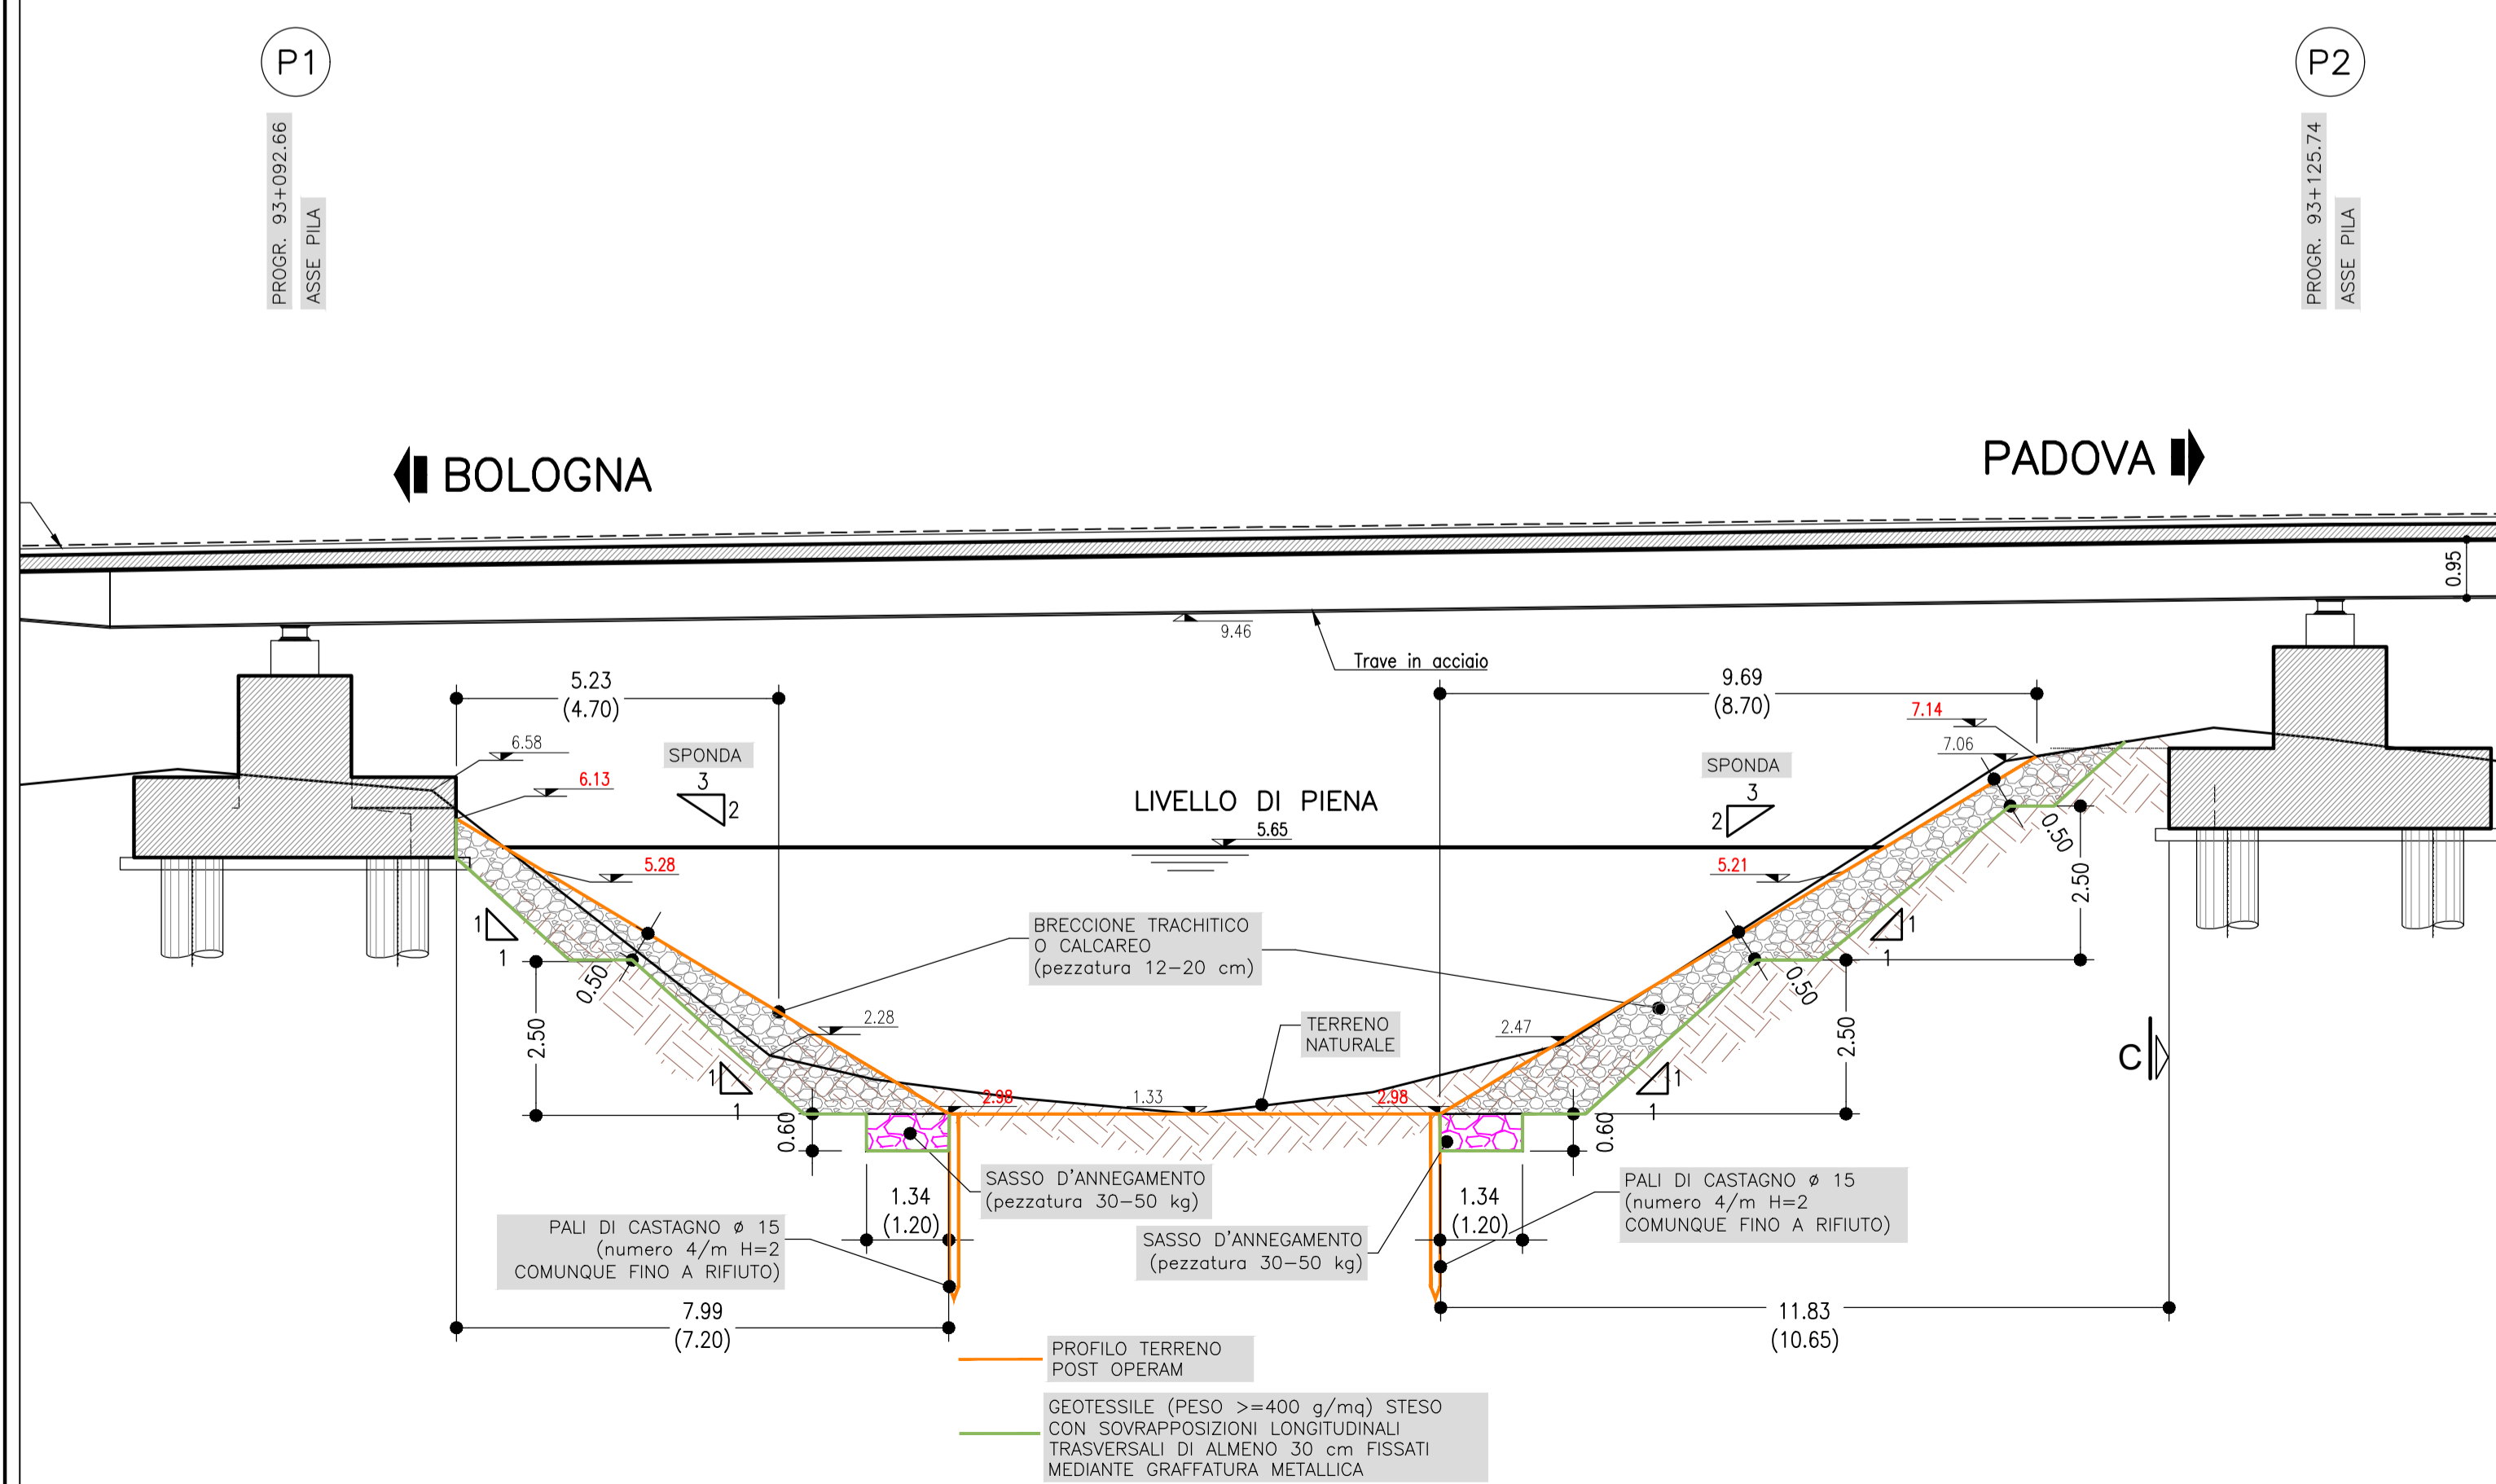 P1
P2
PROGR. 93+092.66
ASSE PILA
PROGR. 93+125.74
ASSE PILA
BOLOGNA
PADOVA
0.95
9.46
Trave in acciaio
5.23
(4.70)
9.69
(8.70)
7.14
7.06
6.58
6.13
SPONDA
3
2
SPONDA
3
2
LIVELLO DI PIENA
5.65
5.28
5.21
0.50
2.50
1
1
1
1
BRECCIONE TRACHITICO
O CALCAREO
(pezzatura 12-20 cm)
0.50
0.50
2.50
2.50
2.28
TERRENO
NATURALE
2.47
C
1
1
1
1
2.98
1.33
2.98
0.60
0.60
SASSO D'ANNEGAMENTO
(pezzatura 30-50 kg)
1.34
(1.20)
1.34
(1.20)
PALI DI CASTAGNO ø 15
(numero 4/m H=2
COMUNQUE FINO A RIFIUTO)
PALI DI CASTAGNO ø 15
(numero 4/m H=2
COMUNQUE FINO A RIFIUTO)
SASSO D'ANNEGAMENTO
(pezzatura 30-50 kg)
7.99
(7.20)
11.83
(10.65)
PROFILO TERRENO
POST OPERAM
GEOTESSILE (PESO >=400 g/mq) STESO
CON SOVRAPPOSIZIONI LONGITUDINALI
TRASVERSALI DI ALMENO 30 cm FISSATI
MEDIANTE GRAFFATURA METALLICA